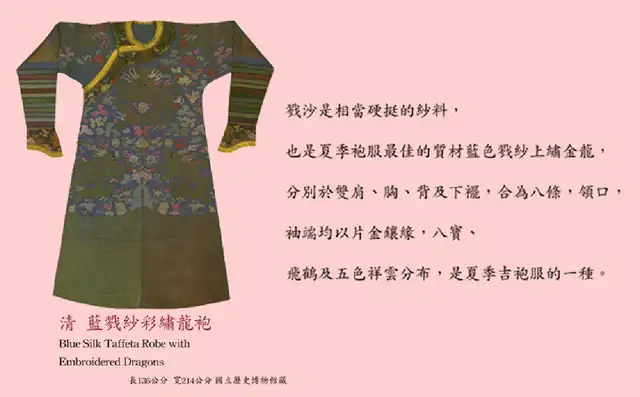 戳沙是相當硬挺的紗料，
也是夏季袍服最佳的質材藍色戳紗上繡金龍，
分別於雙肩、胸、背及下襬，合為八條，領口，
袖端均以片金鑲緣，八寶、
飛鶴及五色祥雲分布，是夏季吉袍服的一種。
清 藍戳紗彩繡龍袍
Blue Silk Taffeta Robe with
Embroidered Dragons
長136公分 寬214公分 國立歷史博物館藏